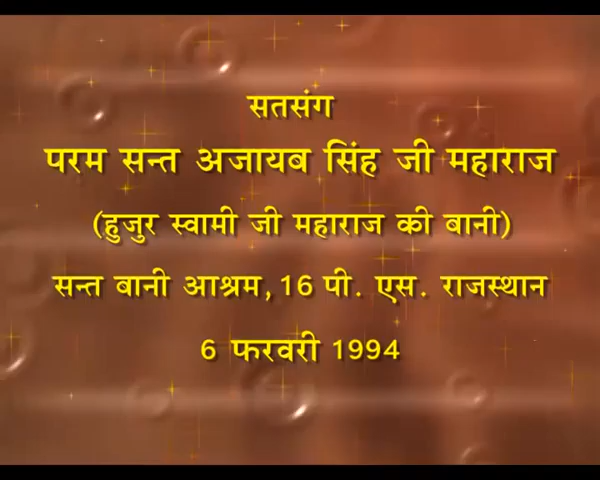 सतसंग
परम सन्त अजायब सिंह जी महाराज
(हुजुर स्वामी जी महाराज की बानी)
सन्त बानी आश्रम, 16 पी. एस. राजस्थान
6 फरवरी 1994